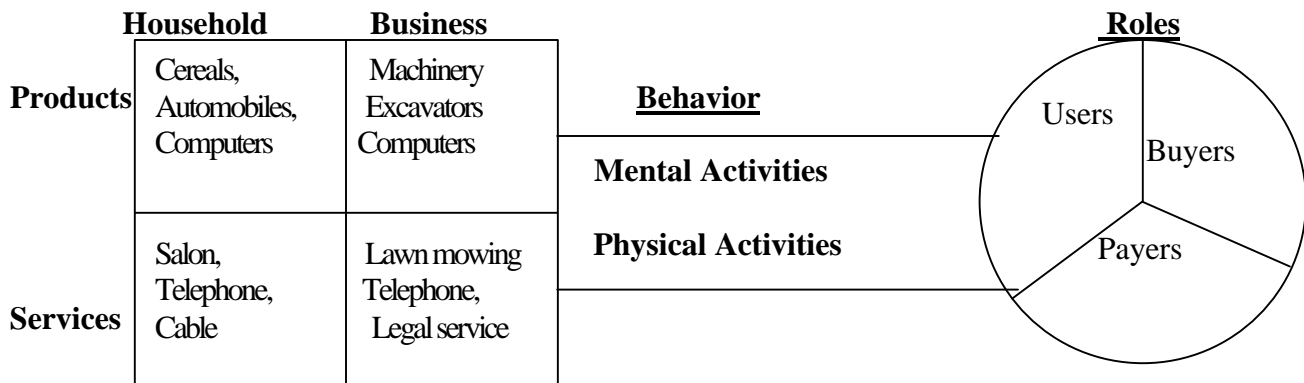 Household Business Roles
Products
Cereals,
Automobiles,
Computers
Machinery
Excavators
Computers
Behavior
Mental Activities
Physical Activities
Users
Buyers
Payers
Services
Salon,
Telephone,
Cable
Lawn mowing
Telephone,
Legal service